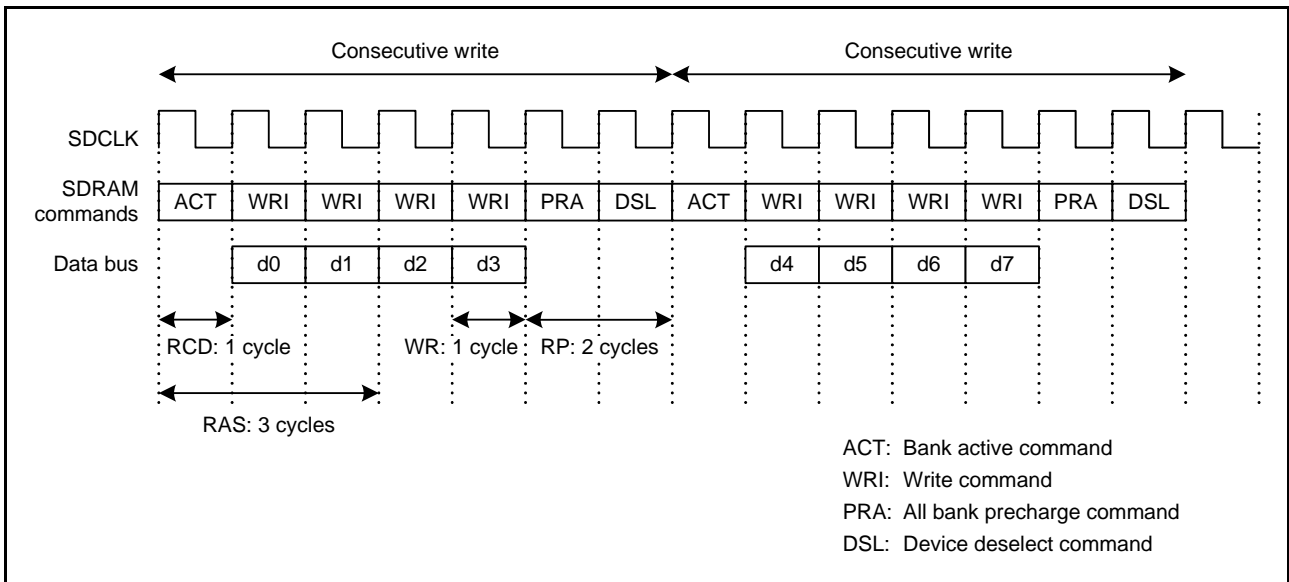 Consecutive write Consecutive write
SDCLK
SDRAM
commands
ACT WRI WRI WRI WRI PRA DSL ACT WRI WRI WRI WRI PRA DSL
Data bus d0 d1 d2 d3 d4 d5 d6 d7
RCD: 1 cycle WR: 1 cycle RP: 2 cycles
RAS: 3 cycles
ACT: Bank active command
WRI: Write command
PRA: All bank precharge command
DSL: Device deselect command